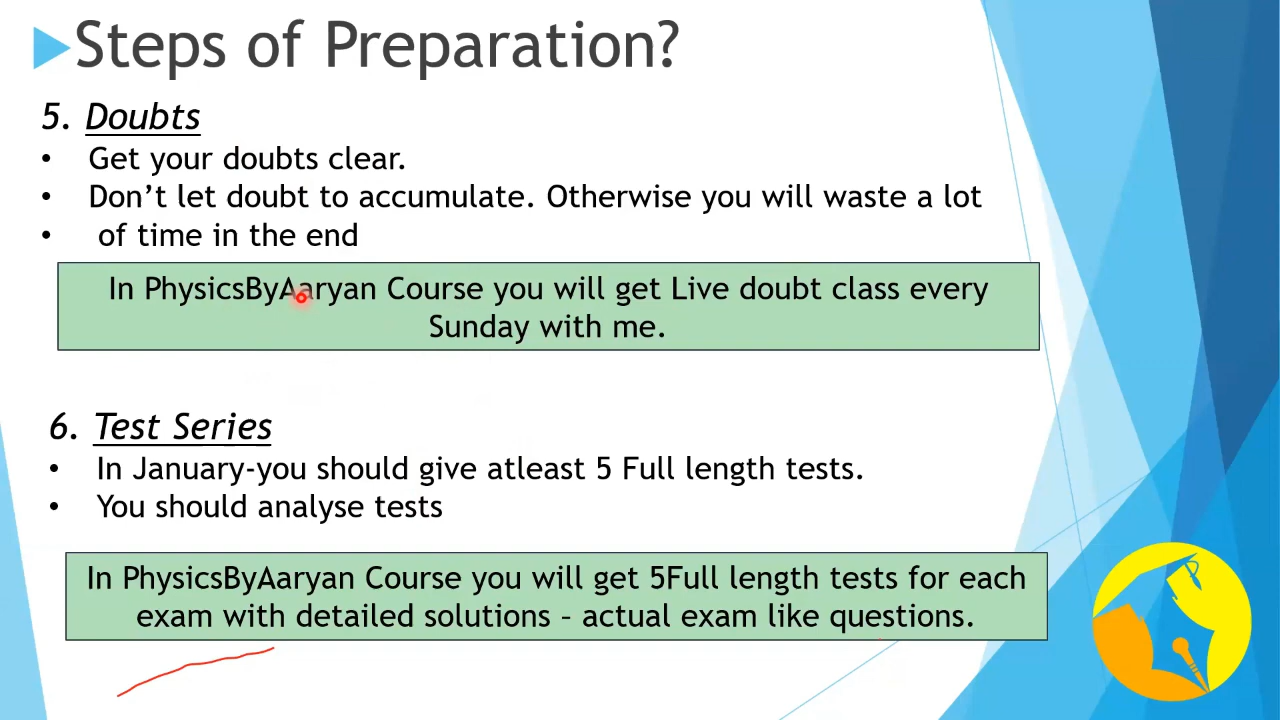 Steps of Preparation?
5. Doubts
• Get your doubts clear.
• Don’t let doubt to accumulate. Otherwise you will waste a lot
• of time in the end
In PhysicsByAaryan Course you will get Live doubt class every
Sunday with me.
6. Test Series
• In January-you should give atleast 5 Full length tests.
• You should analyse tests
In PhysicsByAaryan Course you will get 5Full length tests for each
exam with detailed solutions – actual exam like questions.